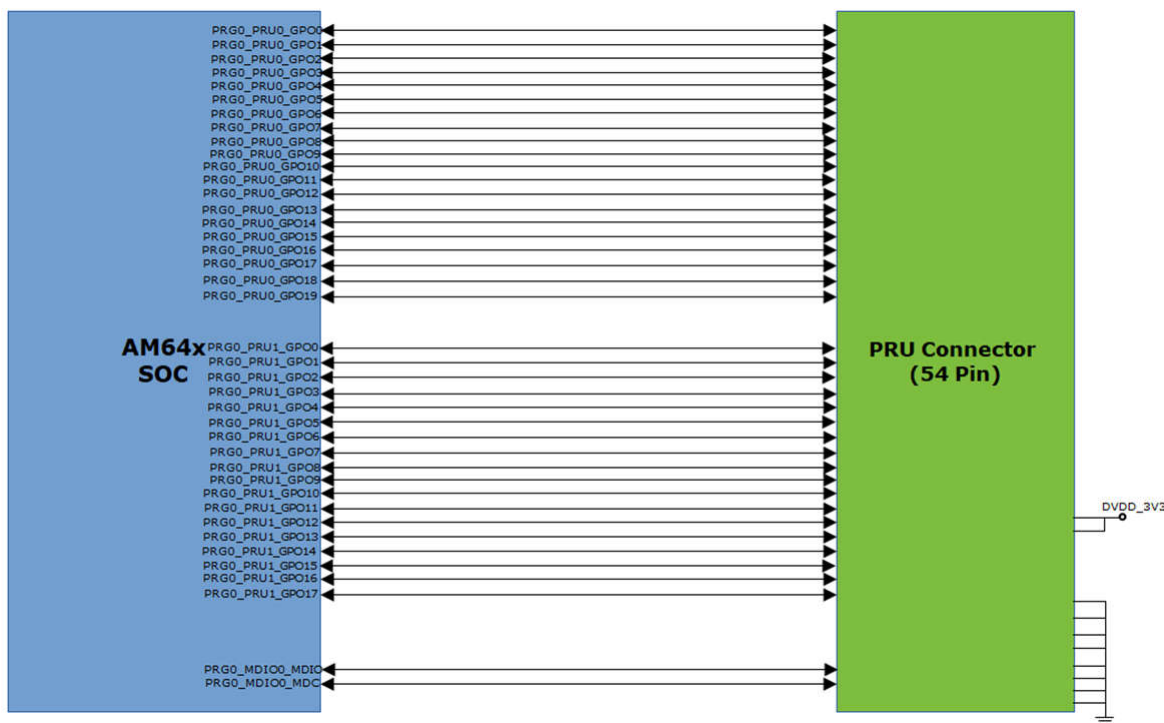 PRG0_PRU0_GPO0
PRG0_PRU0_GPO1
PRG0_PRU0_GPO2
PRG0_PRU0_GPO3
PRG0_PRU0_GPO4
PRG0_PRU0_GPO5
PRG0_PRU0_GPO6
PRG0_PRU0_GPO7
PRG0_PRU0_GPO8
PRG0_PRU0_GPO9
PRG0_PRU0_GPO10
PRG0_PRU0_GPO11
PRG0_PRU0_GPO12
PRG0_PRU0_GPO13
PRG0_PRU0_GPO14
PRG0_PRU0_GPO15
PRG0_PRU0_GPO16
PRG0_PRU0_GPO17
PRG0_PRU0_GPO18
PRG0_PRU0_GPO19
AM64x
SOC
PRG0_PRU1_GPO0
PRG0_PRU1_GPO1
PRG0_PRU1_GPO2
PRG0_PRU1_GPO3
PRG0_PRU1_GPO4
PRG0_PRU1_GPO5
PRG0_PRU1_GPO6
PRG0_PRU1_GPO7
PRG0_PRU1_GPO8
PRG0_PRU1_GPO9
PRG0_PRU1_GPO10
PRG0_PRU1_GPO11
PRG0_PRU1_GPO12
PRG0_PRU1_GPO13
PRG0_PRU1_GPO14
PRG0_PRU1_GPO15
PRG0_PRU1_GPO16
PRG0_PRU1_GPO17
PRG0_MDIO0_MDIO
PRG0_MDIO0_MDC
PRU Connector
(54 Pin)
DVDD_3V3